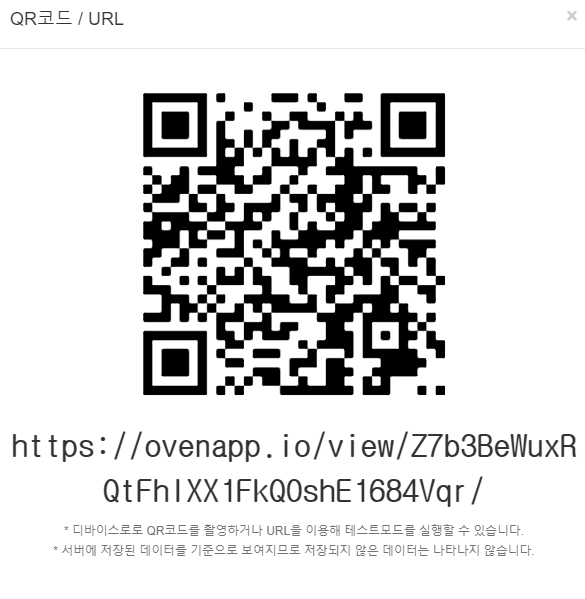 QR코드 / URL
×
https://ovenapp.io/view/Z7b3BeWuxR
QtFhIXX1FkQ0shE1684Vqr/
* 디바이스로로 QR코드를 촬영하거나 URL을 이용해 테스트모드를 실행할 수 있습니다.
* 서버에 저장된 데이터를 기준으로 보여지므로 저장되지 않은 데이터는 나타나지 않습니다.